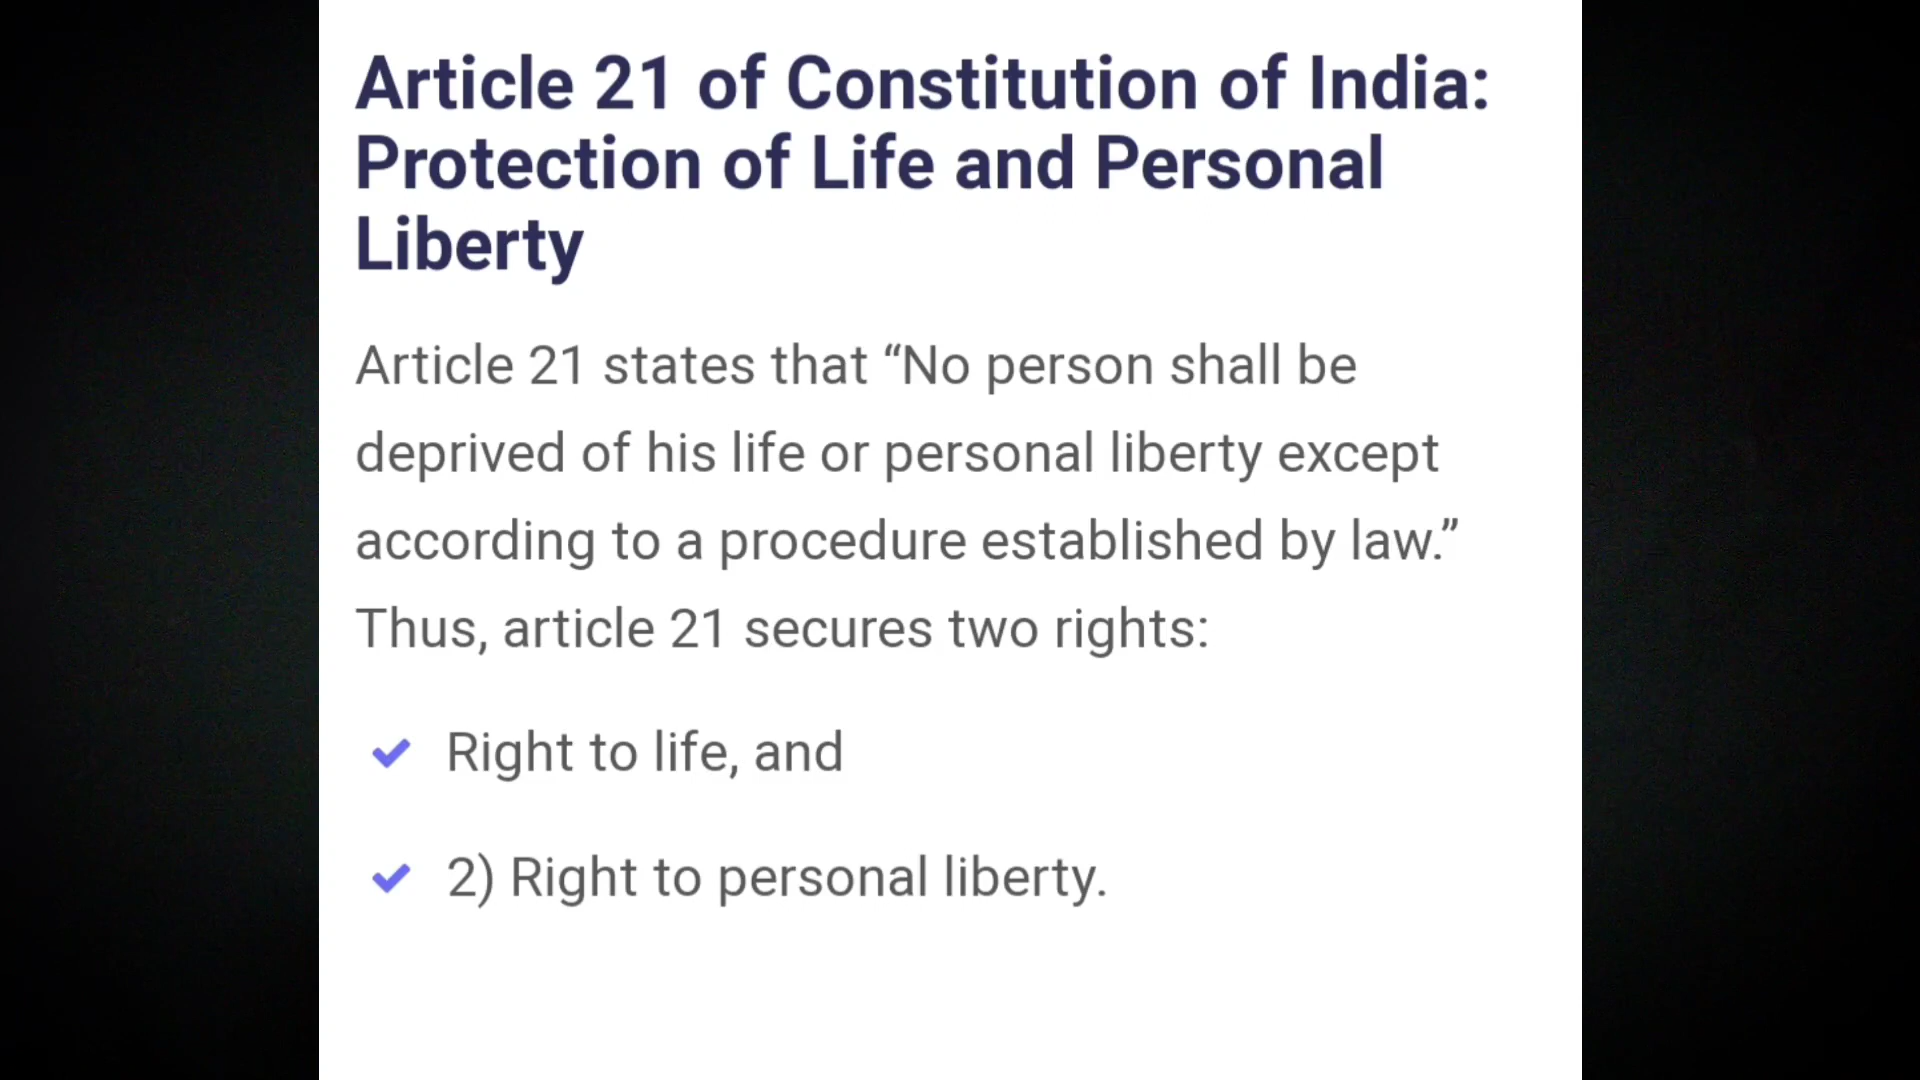 Article 21 of Constitution of India:
Protection of Life and Personal
Liberty
Article 21 states that “No person shall be
deprived of his life or personal liberty except
according to a procedure established by law.”
Thus, article 21 secures two rights:
Right to life, and
2) Right to personal liberty.